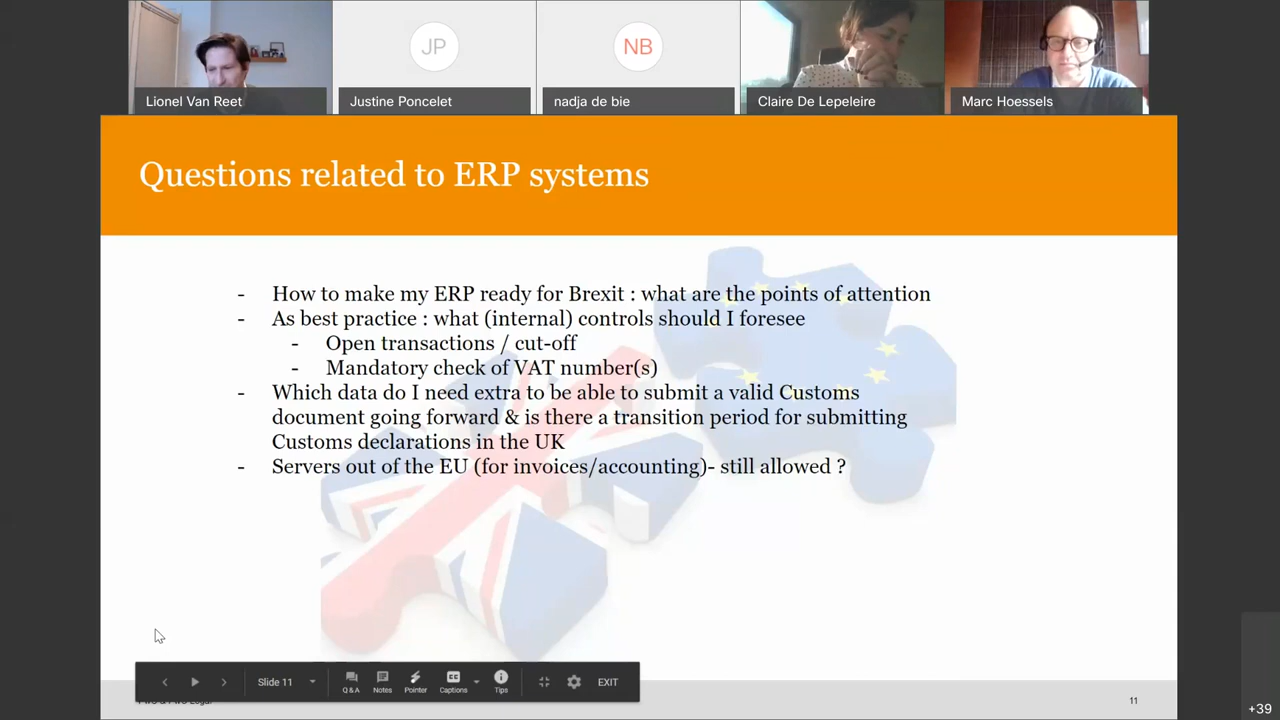 JP
NB
Lionel Van Reet
Justine Poncelet
nadja de bie
Claire De Lepeleire
Marc Hoessels
Questions related to ERP systems
- How to make my ERP ready for Brexit : what are the points of attention
- As best practice : what (internal) controls should I foresee
- Open transactions / cut-off
- Mandatory check of VAT number(s)
- Which data do I need extra to be able to submit a valid Customs
document going forward & is there a transition period for submitting
Customs declarations in the UK
- Servers out of the EU (for invoices/accounting)- still allowed ?
Slide 11
Q & A
Notes
Pointer
Captions
Tips
EXIT
11
+39